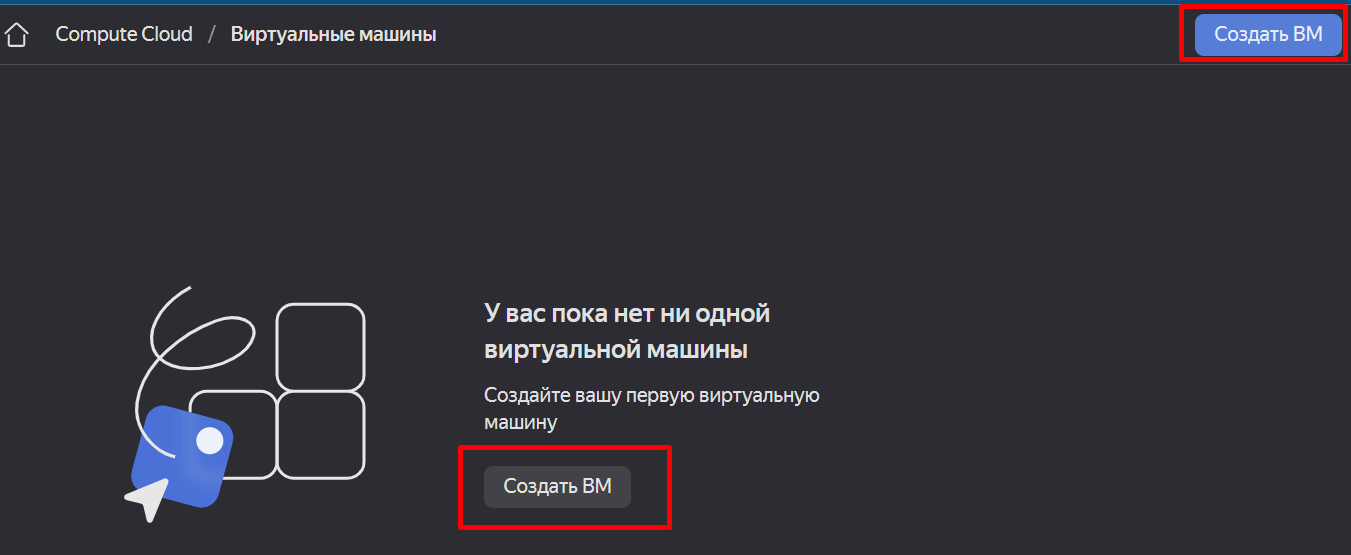 Compute Cloud / Виртуальные машины
Создать ВМ
У вас пока нет ни одной
виртуальной машины
Создайте вашу первую виртуальную
машину
Создать ВМ